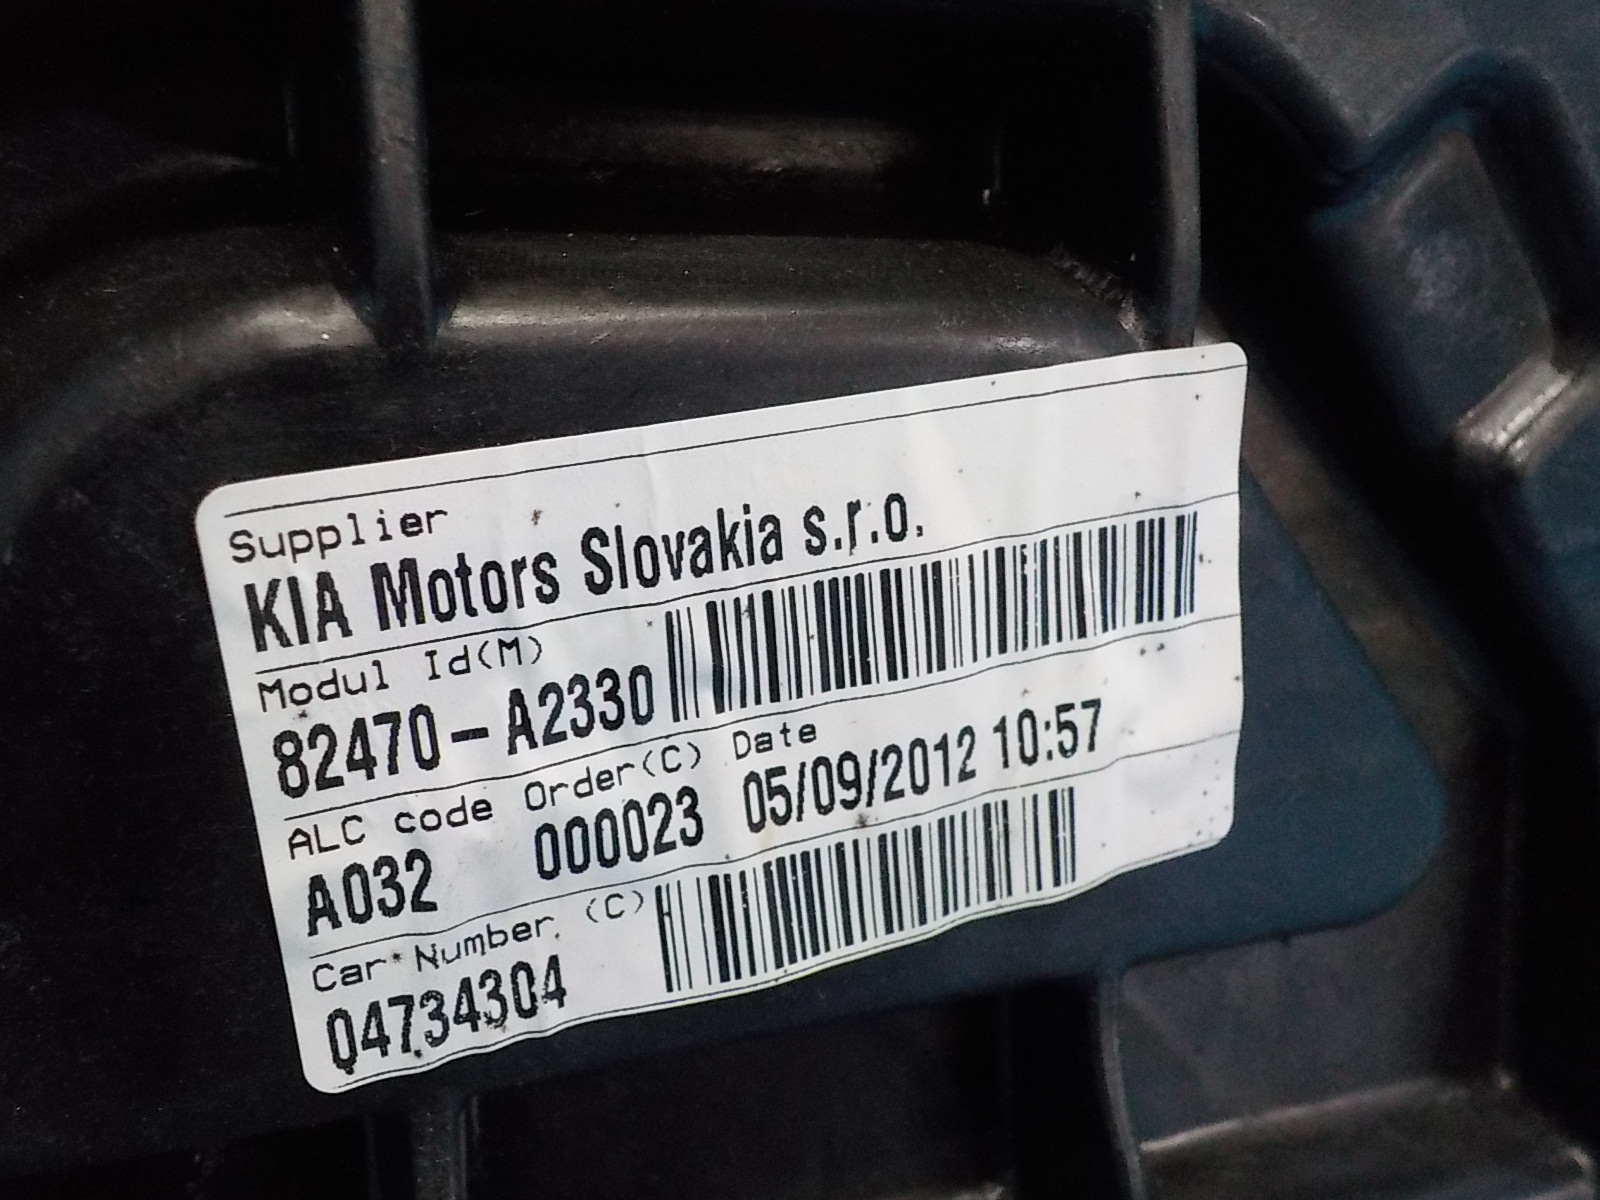 Supplier
KIA Motors Slovakia s.r.o.
Modul Id(M)
82470-A2330
ALC code Order(C) Date
A032 000023 05/09/2012 10:57
Car Number (C)
04734304